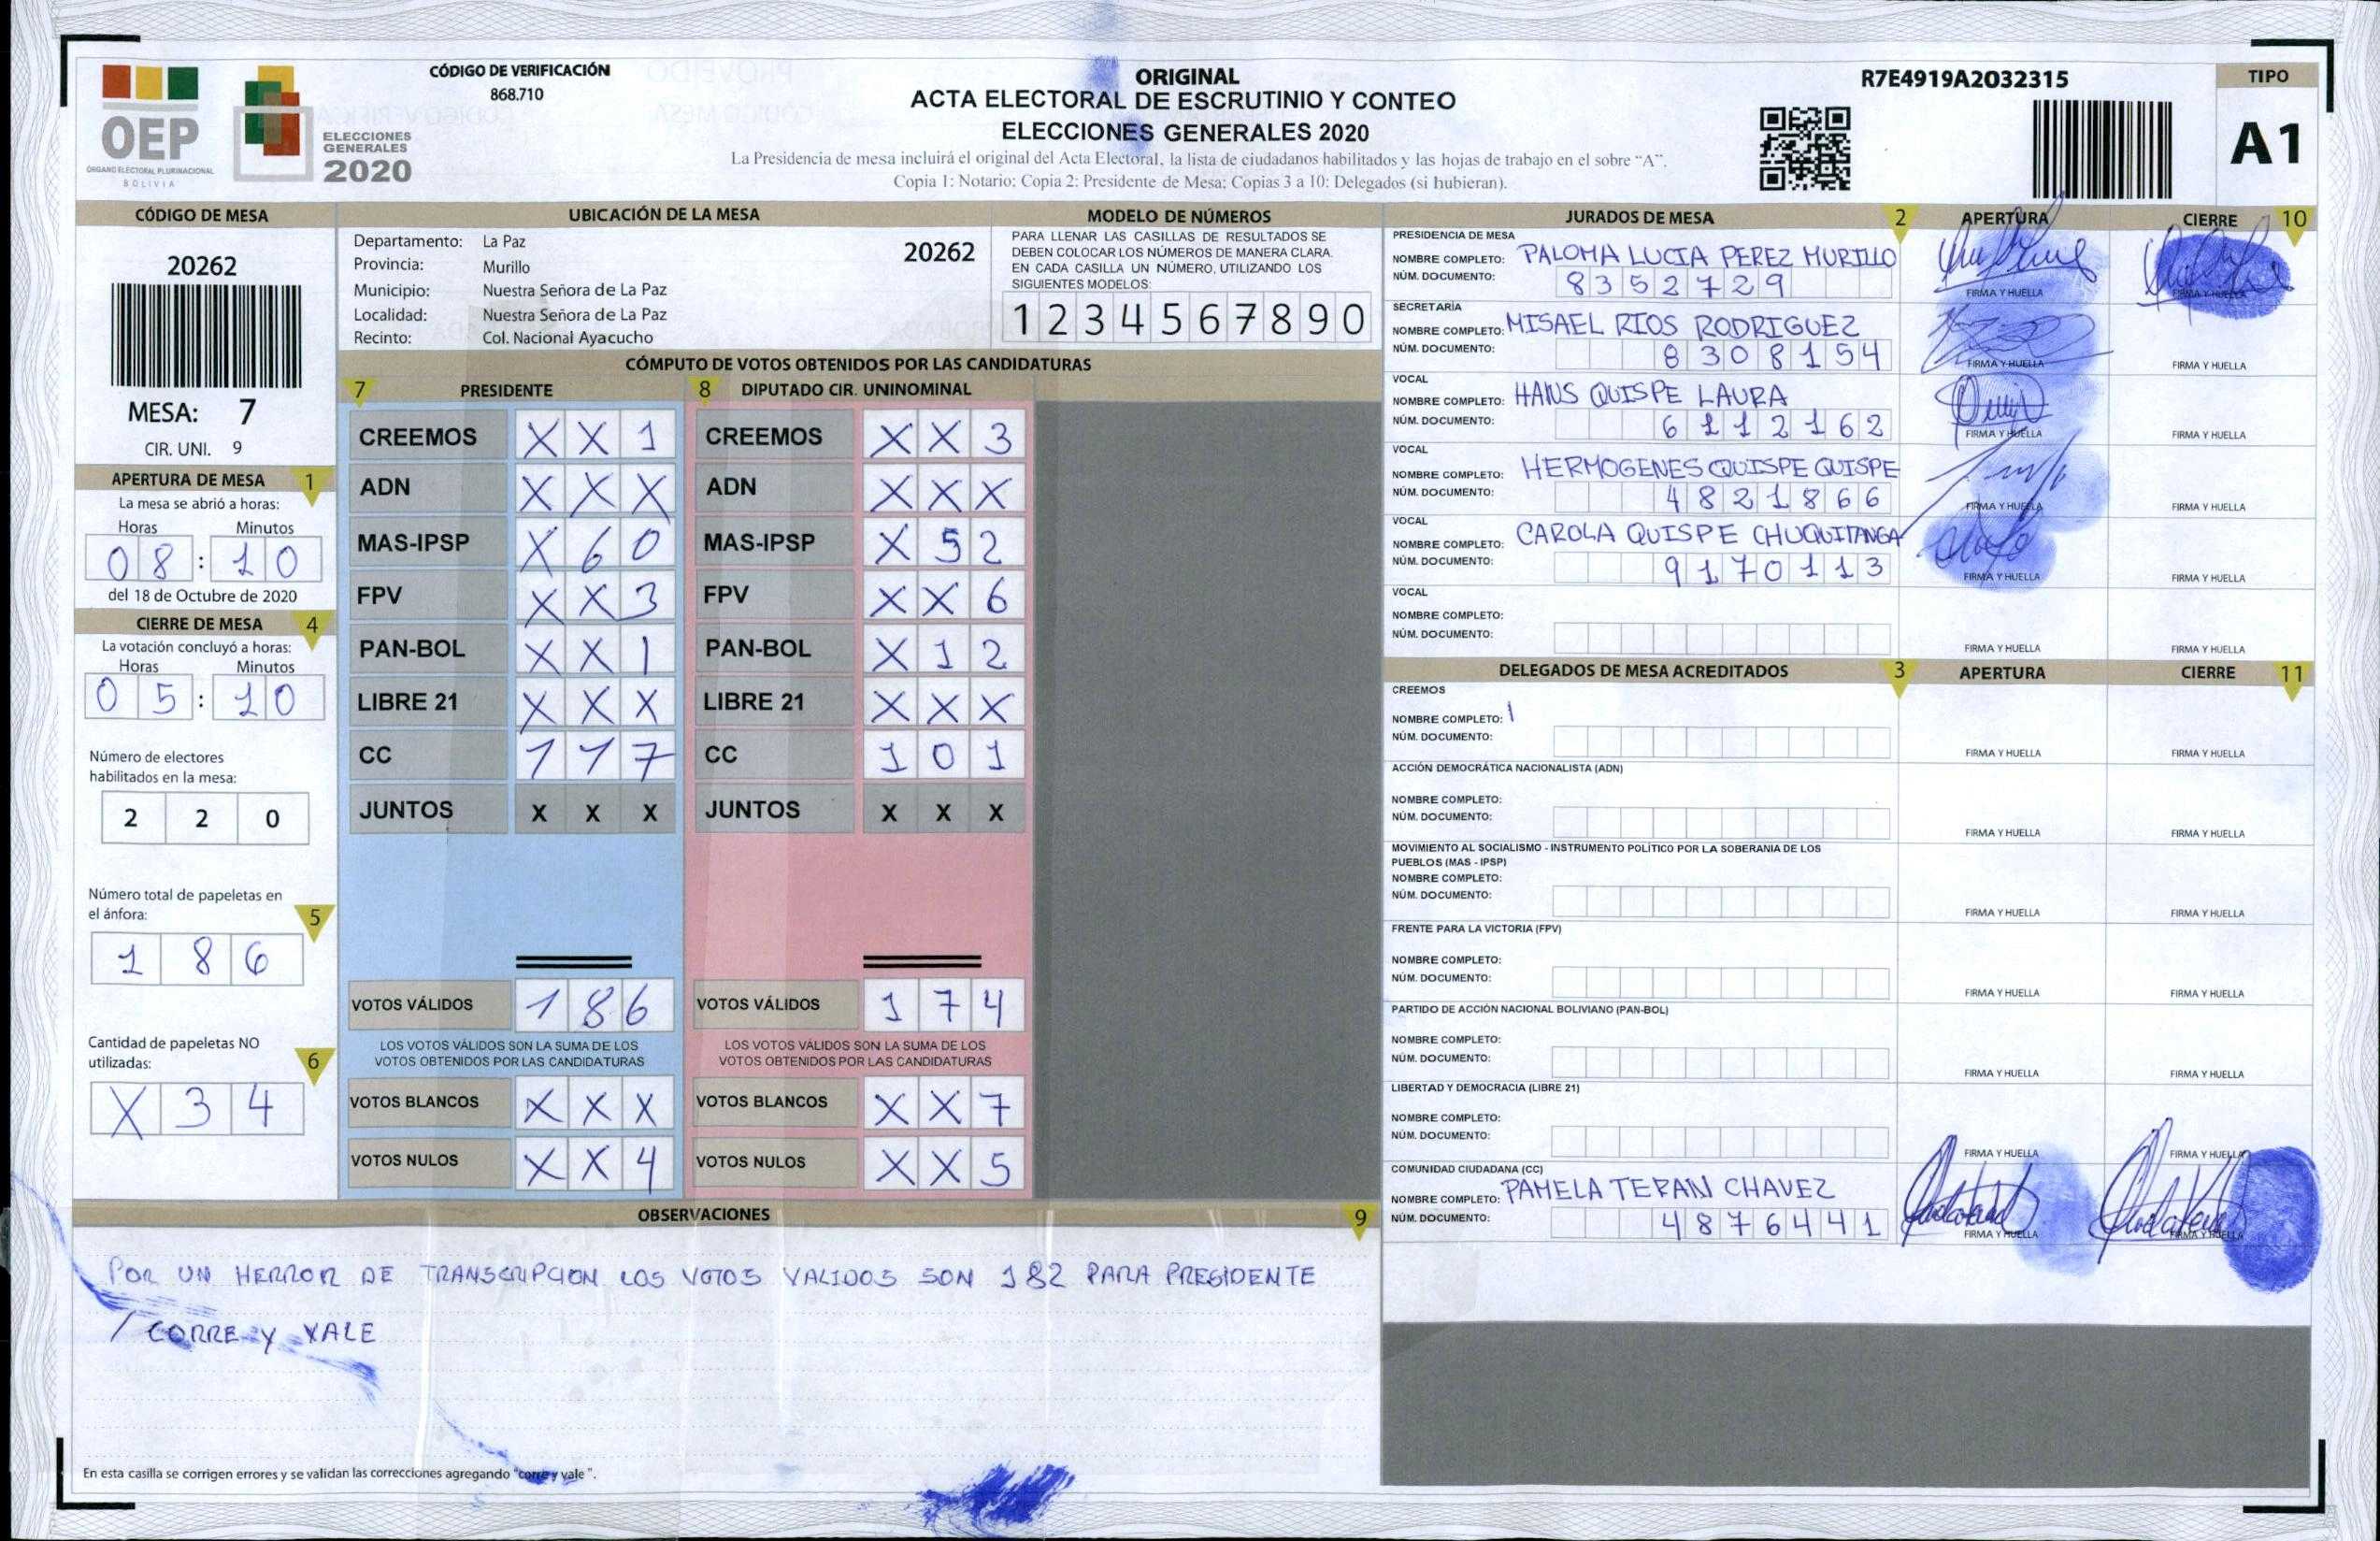 CÓDIGO DE VERIFICACIÓN
868.710
OEP
ÓRGANO ELECTORAL PLURINACIONAL
BOLIVIA
ELECCIONES
GENERALES
2020
ORIGINAL
ACTA ELECTORAL DE ESCRUTINIO Y CONTEO
ELECCIONES GENERALES 2020
La Presidencia de mesa incluirá el original del Acta Electoral, la lista de ciudadanos habilitados y las hojas de trabajo en el sobre “A”.
Copia 1: Notario; Copia 2: Presidente de Mesa; Copias 3 a 10: Delegados (si hubieran).
R7E4919A2032315
TIPO
A1
CÓDIGO DE MESA
20262
MESA: 7
CIR. UNI. 9
APERTURA DE MESA 1
La mesa se abrió a horas:
Horas Minutos
08 : 10
del 18 de Octubre de 2020
CIERRE DE MESA 4
La votación concluyó a horas:
Horas Minutos
05 : 10
Número de electores
habilitados en la mesa:
2 2 0
Número total de papeletas en
el ánfora: 5
1 8 6
Cantidad de papeletas NO
utilizadas: 6
X 3 4
UBICACIÓN DE LA MESA
Departamento: La Paz 20262
Provincia: Murillo
Municipio: Nuestra Señora de La Paz
Localidad: Nuestra Señora de La Paz
Recinto: Col. Nacional Ayacucho
MODELO DE NÚMEROS
PARA LLENAR LAS CASILLAS DE RESULTADOS SE
DEBEN COLOCAR LOS NÚMEROS DE MANERA CLARA.
EN CADA CASILLA UN NÚMERO, UTILIZANDO LOS
SIGUIENTES MODELOS:
1 2 3 4 5 6 7 8 9 0
CÓMPUTO DE VOTOS OBTENIDOS POR LAS CANDIDATURAS
7 PRESIDENTE 8 DIPUTADO CIR. UNINOMINAL
CREEMOS X X 1 CREEMOS X X 3
ADN X X X ADN X X X
MAS-IPSP X 6 0 MAS-IPSP X 5 2
FPV X X 3 FPV X X 6
PAN-BOL X X 1 PAN-BOL X 1 2
LIBRE 21 X X X LIBRE 21 X X X
CC 1 1 7 CC 1 0 1
JUNTOS X X X JUNTOS X X X
VOTOS VÁLIDOS 1 8 6 VOTOS VÁLIDOS 1 7 4
LOS VOTOS VÁLIDOS SON LA SUMA DE LOS LOS VOTOS VÁLIDOS SON LA SUMA DE LOS
VOTOS OBTENIDOS POR LAS CANDIDATURAS VOTOS OBTENIDOS POR LAS CANDIDATURAS
VOTOS BLANCOS X X X VOTOS BLANCOS X X 7
VOTOS NULOS X X 4 VOTOS NULOS X X 5
OBSERVACIONES 9
POR UN HERROR DE TRANSCRIPCION LOS VOTOS VALIDOS SON 182 PARA PRESIDENTE
/ CORRE Y VALE
En esta casilla se corrigen errores y se validan las correcciones agregando "corre y vale ".
JURADOS DE MESA 2 APERTURA CIERRE 10
PRESIDENCIA DE MESA
NOMBRE COMPLETO: PALOMA LUCIA PEREZ MURILLO
NÚM. DOCUMENTO: 8352729
FIRMA Y HUELLA FIRMA Y HUELLA
SECRETARÍA
NOMBRE COMPLETO: MISAEL RIOS RODRIGUEZ
NÚM. DOCUMENTO: 8308154
FIRMA Y HUELLA FIRMA Y HUELLA
VOCAL
NOMBRE COMPLETO: HANS QUISPE LAURA
NÚM. DOCUMENTO: 6112162
FIRMA Y HUELLA FIRMA Y HUELLA
VOCAL
NOMBRE COMPLETO: HERMOGENES QUISPE QUISPE
NÚM. DOCUMENTO: 4821866
FIRMA Y HUELLA FIRMA Y HUELLA
VOCAL
NOMBRE COMPLETO: CAROLA QUISPE CHUQUITANGA
NÚM. DOCUMENTO: 9170113
FIRMA Y HUELLA FIRMA Y HUELLA
VOCAL
NOMBRE COMPLETO:
NÚM. DOCUMENTO:
FIRMA Y HUELLA FIRMA Y HUELLA
DELEGADOS DE MESA ACREDITADOS 3 APERTURA CIERRE 11
CREEMOS
NOMBRE COMPLETO:
NÚM. DOCUMENTO:
FIRMA Y HUELLA FIRMA Y HUELLA
ACCIÓN DEMOCRÁTICA NACIONALISTA (ADN)
NOMBRE COMPLETO:
NÚM. DOCUMENTO:
FIRMA Y HUELLA FIRMA Y HUELLA
MOVIMIENTO AL SOCIALISMO - INSTRUMENTO POLÍTICO POR LA SOBERANIA DE LOS
PUEBLOS (MAS - IPSP)
NOMBRE COMPLETO:
NÚM. DOCUMENTO:
FIRMA Y HUELLA FIRMA Y HUELLA
FRENTE PARA LA VICTORIA (FPV)
NOMBRE COMPLETO:
NÚM. DOCUMENTO:
FIRMA Y HUELLA FIRMA Y HUELLA
PARTIDO DE ACCIÓN NACIONAL BOLIVIANO (PAN-BOL)
NOMBRE COMPLETO:
NÚM. DOCUMENTO:
FIRMA Y HUELLA FIRMA Y HUELLA
LIBERTAD Y DEMOCRACIA (LIBRE 21)
NOMBRE COMPLETO:
NÚM. DOCUMENTO:
FIRMA Y HUELLA FIRMA Y HUELLA
COMUNIDAD CIUDADANA (CC)
NOMBRE COMPLETO: PAMELA TERAN CHAVEZ
NÚM. DOCUMENTO: 4876441
FIRMA Y HUELLA FIRMA Y HUELLA